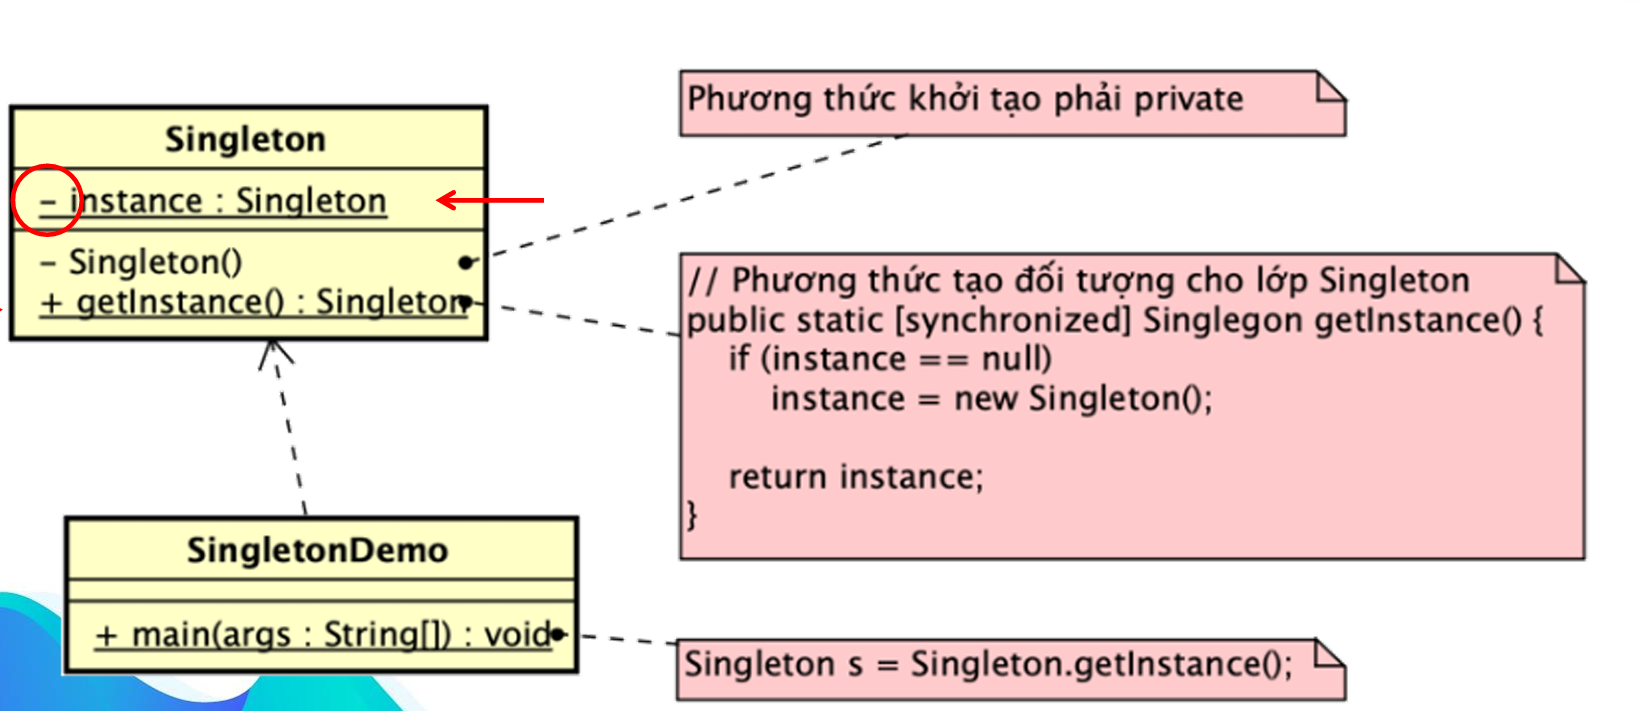 Singleton
- instance : Singleton
- Singleton()
+ getInstance() : Singleton
Phương thức khởi tạo phải private
// Phương thức tạo đối tượng cho lớp Singleton
public static [synchronized] Singlegon getInstance() {
if (instance == null)
instance = new Singleton();
return instance;
}
SingletonDemo
+ main(args : String[]) : void
Singleton s = Singleton.getInstance();